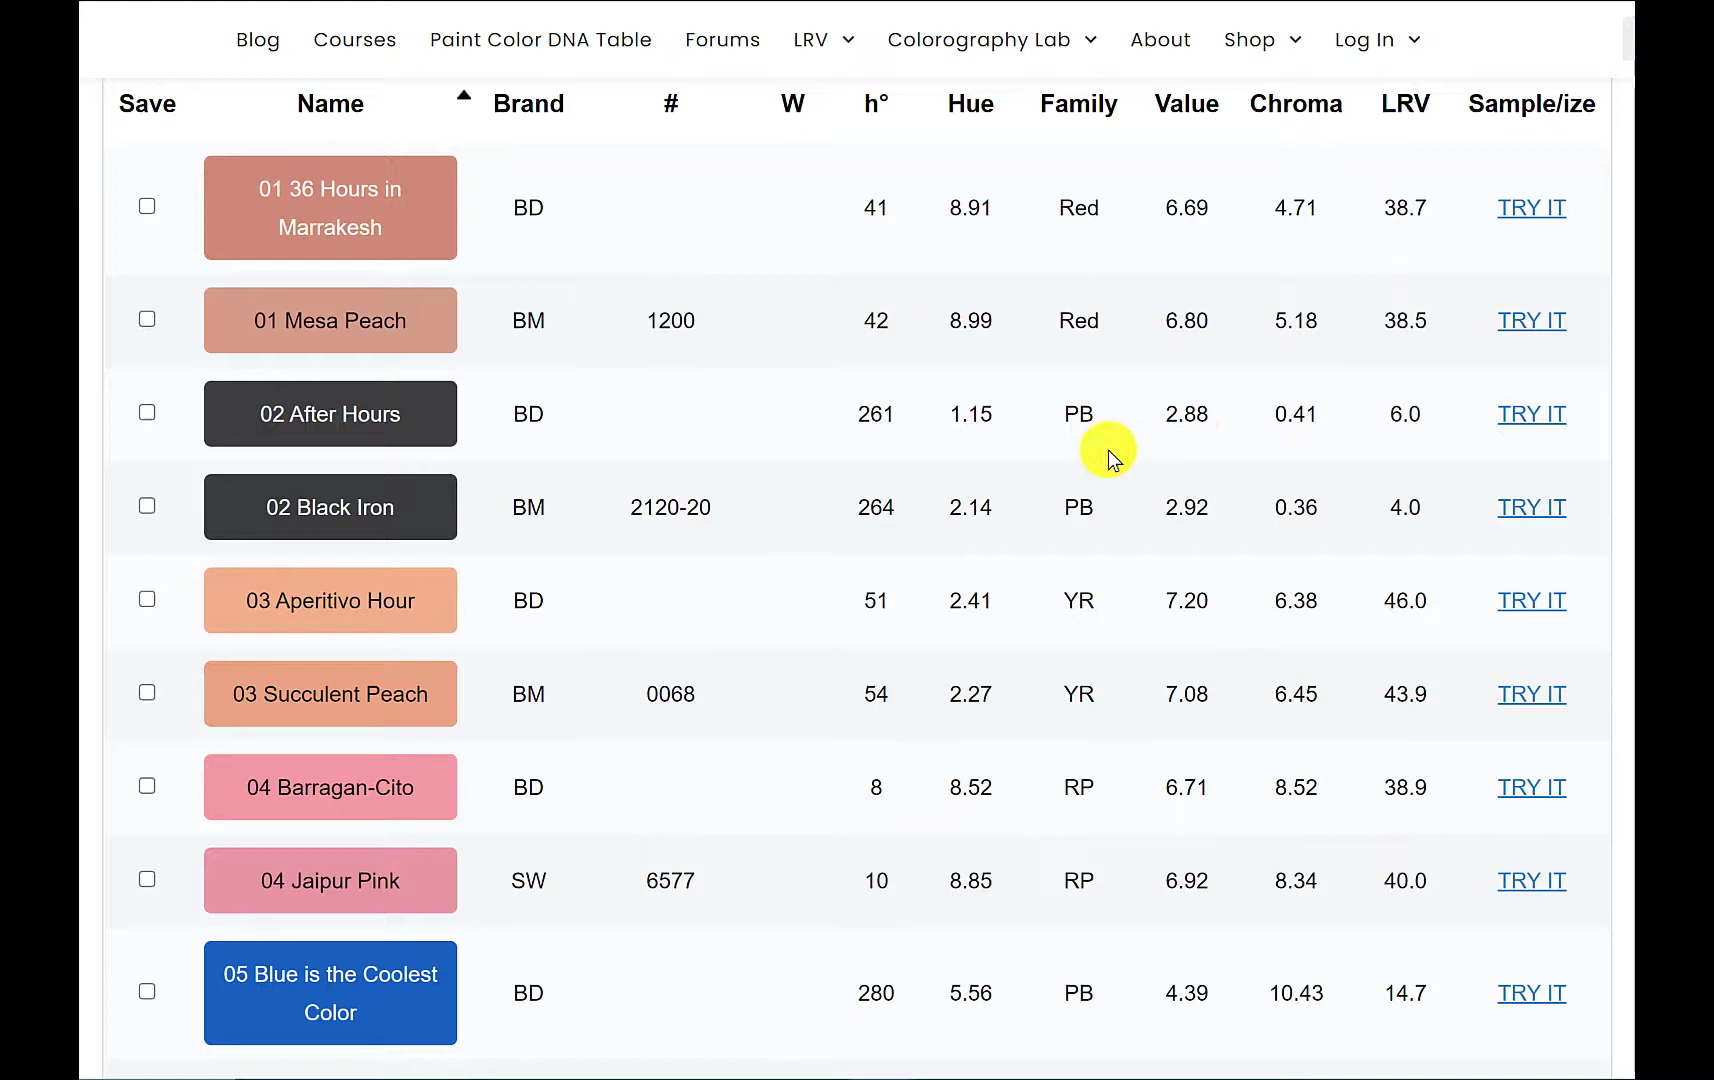 Blog Courses Paint Color DNA Table Forums LRV Colorography Lab About Shop Log In
Save Name Brand # W h° Hue Family Value Chroma LRV Sample/ize
01 36 Hours in
Marrakesh
BD 41 8.91 Red 6.69 4.71 38.7 TRY IT
01 Mesa Peach BM 1200 42 8.99 Red 6.80 5.18 38.5 TRY IT
02 After Hours BD 261 1.15 PB 2.88 0.41 6.0 TRY IT
02 Black Iron BM 2120-20 264 2.14 PB 2.92 0.36 4.0 TRY IT
03 Aperitivo Hour BD 51 2.41 YR 7.20 6.38 46.0 TRY IT
03 Succulent Peach BM 0068 54 2.27 YR 7.08 6.45 43.9 TRY IT
04 Barragan-Cito BD 8 8.52 RP 6.71 8.52 38.9 TRY IT
04 Jaipur Pink SW 6577 10 8.85 RP 6.92 8.34 40.0 TRY IT
05 Blue is the Coolest
Color
BD 280 5.56 PB 4.39 10.43 14.7 TRY IT